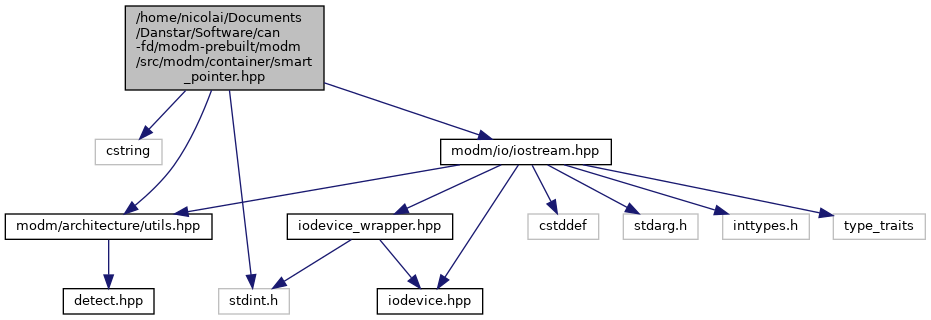 /home/nicolai/Documents
/Danstar/Software/can
-fd/modm-prebuilt/modm
/src/modm/container/smart
_pointer.hpp
cstring
modm/io/iostream.hpp
modm/architecture/utils.hpp
iodevice_wrapper.hpp
cstddef
stdarg.h
inttypes.h
type_traits
detect.hpp
stdint.h
iodevice.hpp